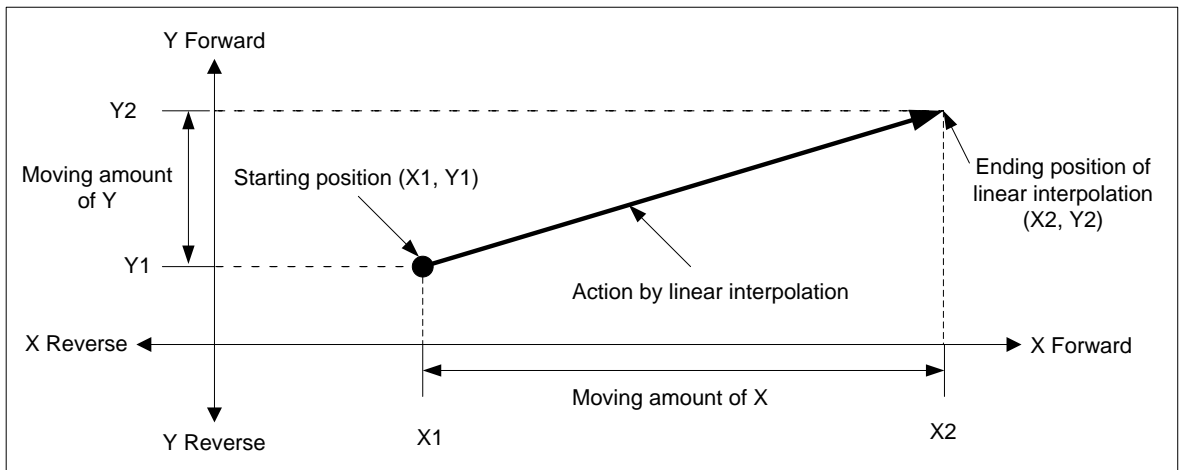 Y Forward
Y2
Moving amount
of Y
Starting position (X1, Y1)
Ending position of
linear interpolation
(X2, Y2)
Y1
Action by linear interpolation
X Reverse
X Forward
Moving amount of X
Y Reverse
X1
X2